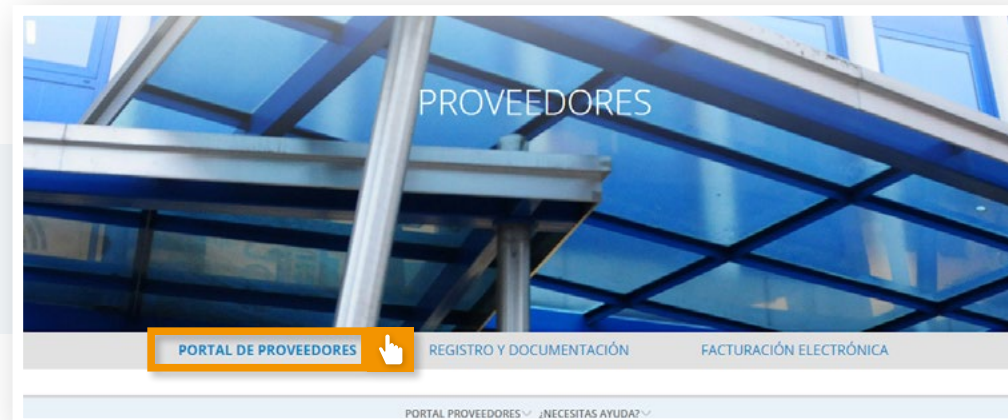 PROVEEDORES
PORTAL DE PROVEEDORES REGISTRO Y DOCUMENTACIÓN FACTURACIÓN ELECTRÓNICA
PORTAL PROVEEDORES ¿NECESITAS AYUDA?